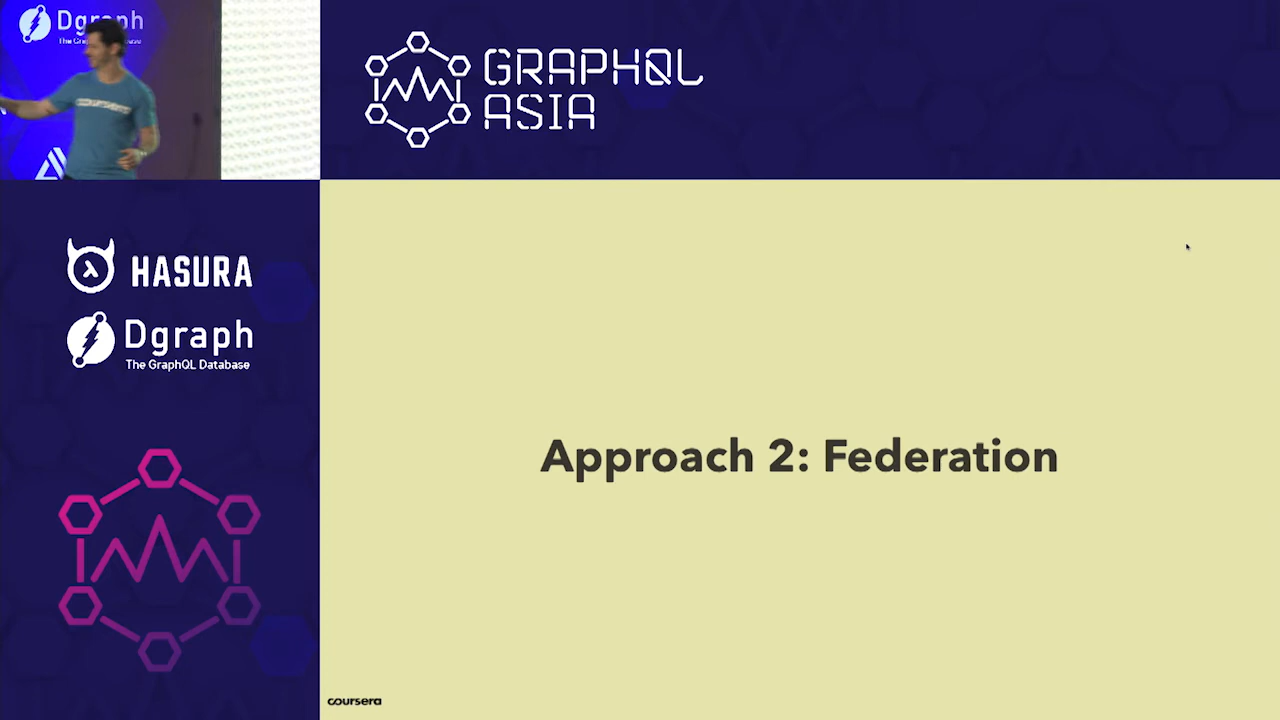 Dgraph
GRAPHQL
ASIA
HASURA
Dgraph
The GraphQL Database
Approach 2: Federation
coursera